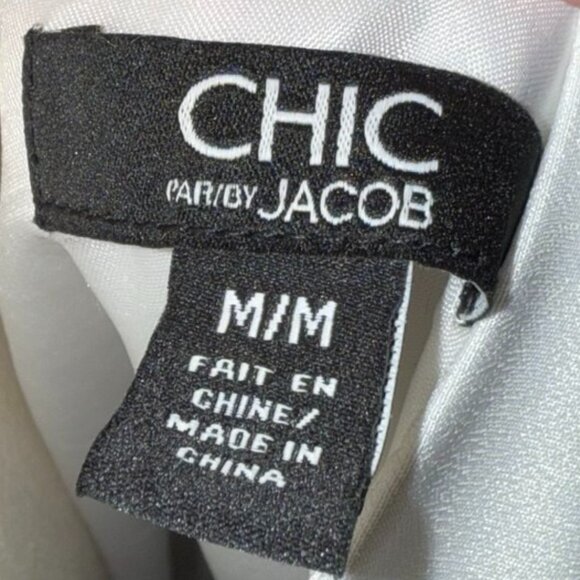 CHIC
PAR/BY JACOB
M/M
FAIT EN
CHINE/
MADE IN
CHINA